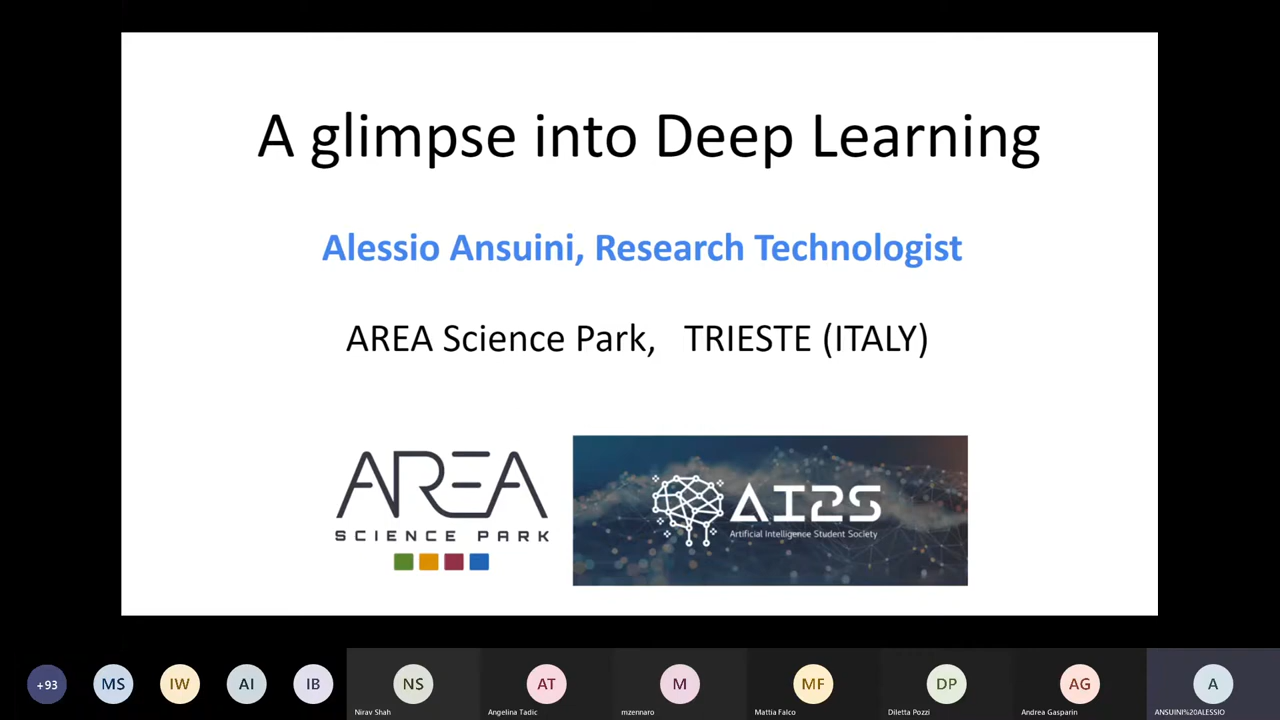 A glimpse into Deep Learning
Alessio Ansuini, Research Technologist
AREA Science Park, TRIESTE (ITALY)
AREA
SCIENCE PARK
AI2S
Artificial Intelligence Student Society
+93
MS
IW
AI
IB
NS
AT
M
MF
DP
AG
A
Nirav Shah
Angelina Tadic
mzennaro
Mattia Falco
Diletta Pozzi
Andrea Gasparin
ANSUINI%20ALESSIO